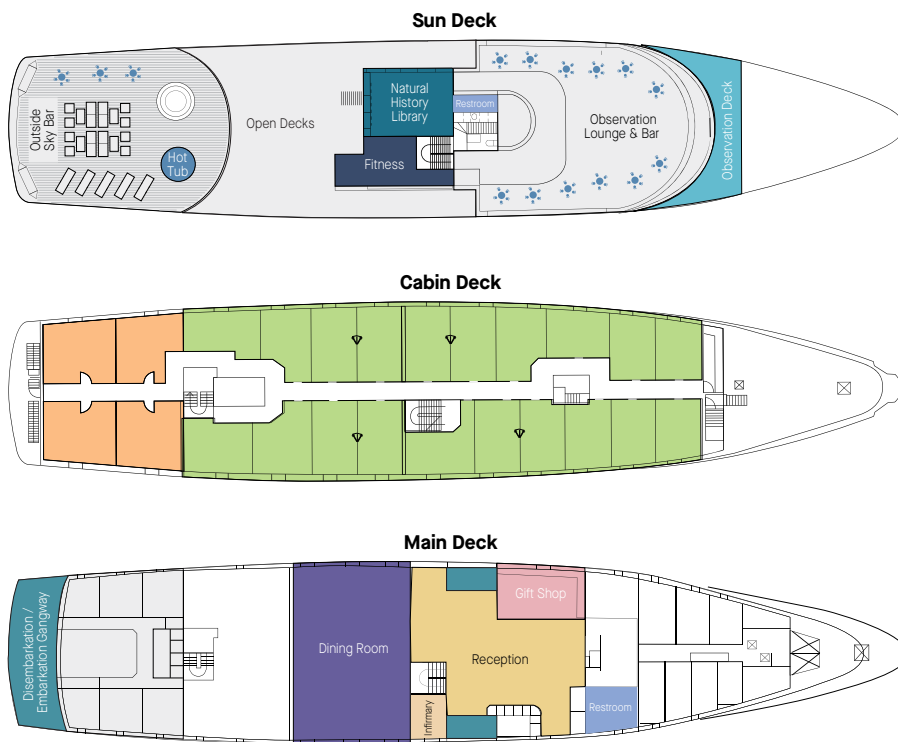 Sun Deck
Outside
Sky Bar
Hot
Tub
Open Decks
Natural
History
Library
Fitness
Restroom
Observation
Lounge & Bar
Observation Deck
Cabin Deck
Main Deck
Disembarkation /
Embarkation Gangway
Dining Room
Infirmary
Reception
Gift Shop
Restroom